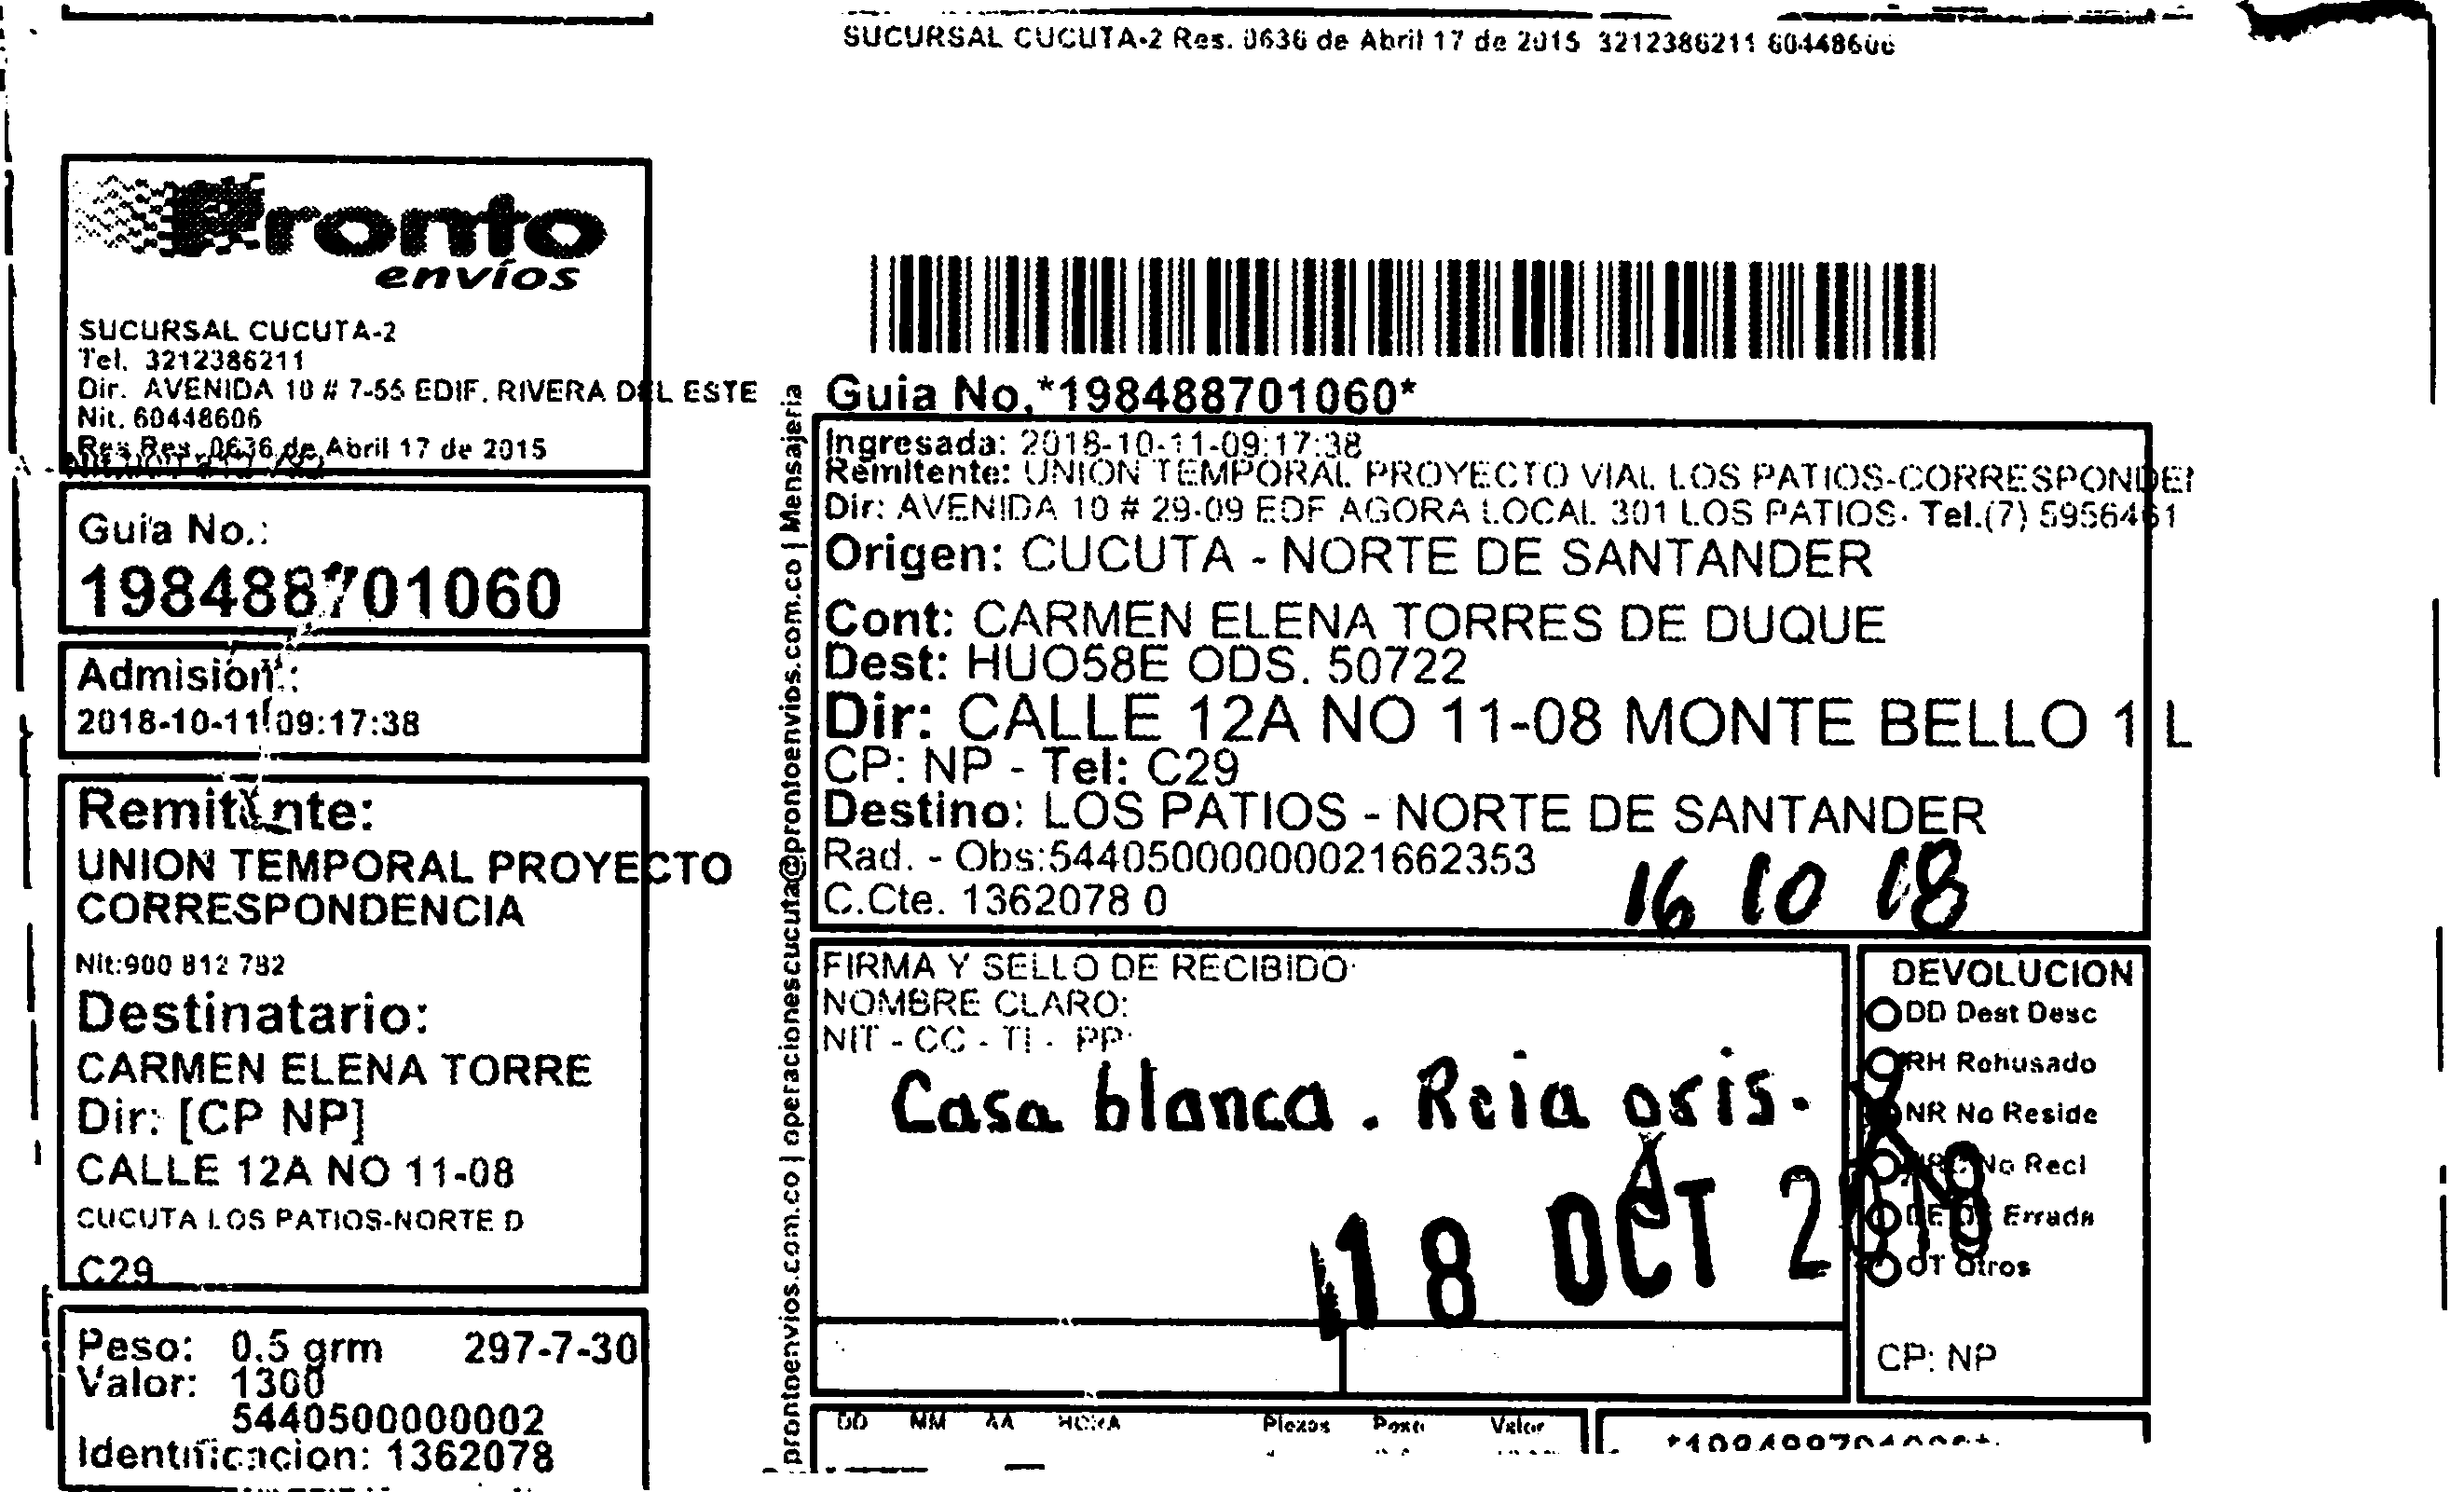 SUCURSAL CUCUTA-2 Res. 0636 de Abril 17 de 2015 3212386211 60448606
Pronto
envíos
SUCURSAL CUCUTA-2
Tel. 3212386211
Dir. AVENIDA 10 # 7-55 EDIF. RIVERA DEL ESTE
Nit. 60448606
Res Res. 0636 de Abril 17 de 2015
Guia No.:
198488701060
Admisión:
2018-10-11 09:17:38
Remitente:
UNION TEMPORAL PROYECTO
CORRESPONDENCIA
Nit:900 812 782
Destinatario:
CARMEN ELENA TORRE
Dir: [CP NP]
CALLE 12A NO 11-08
CUCUTA LOS PATIOS-NORTE D
C29
Peso: 0.5 grm 297-7-30
Valor: 1300
5440500000002
Identificacion: 1362078
prontoenvios.com.co | operacionescucuta@prontoenvios.com.co | Mensajeria
Guia No.*198488701060*
Ingresada: 2018-10-11-09:17:38
Remitente: UNION TEMPORAL PROYECTO VIAL LOS PATIOS-CORRESPONDEN
Dir: AVENIDA 10 # 29-09 EDF AGORA LOCAL 301 LOS PATIOS- Tel.(7) 5956461
Origen: CUCUTA - NORTE DE SANTANDER
Cont: CARMEN ELENA TORRES DE DUQUE
Dest: HUO58E ODS. 50722
Dir: CALLE 12A NO 11-08 MONTE BELLO 1 L
CP: NP - Tel: C29
Destino: LOS PATIOS - NORTE DE SANTANDER
Rad. - Obs:544050000000021662353
C.Cte. 1362078 0
16 10 18
FIRMA Y SELLO DE RECIBIDO
NOMBRE CLARO:
NIT - CC - TI - PP
Casa blanca. Reia
18 OCT 2018
DEVOLUCION
DD Dest Desc
RH Rehusado
NR No Reside
No Recl
Errada
OT Otros
CP: NP
DD MM AA HORA Piezas Peso Valor